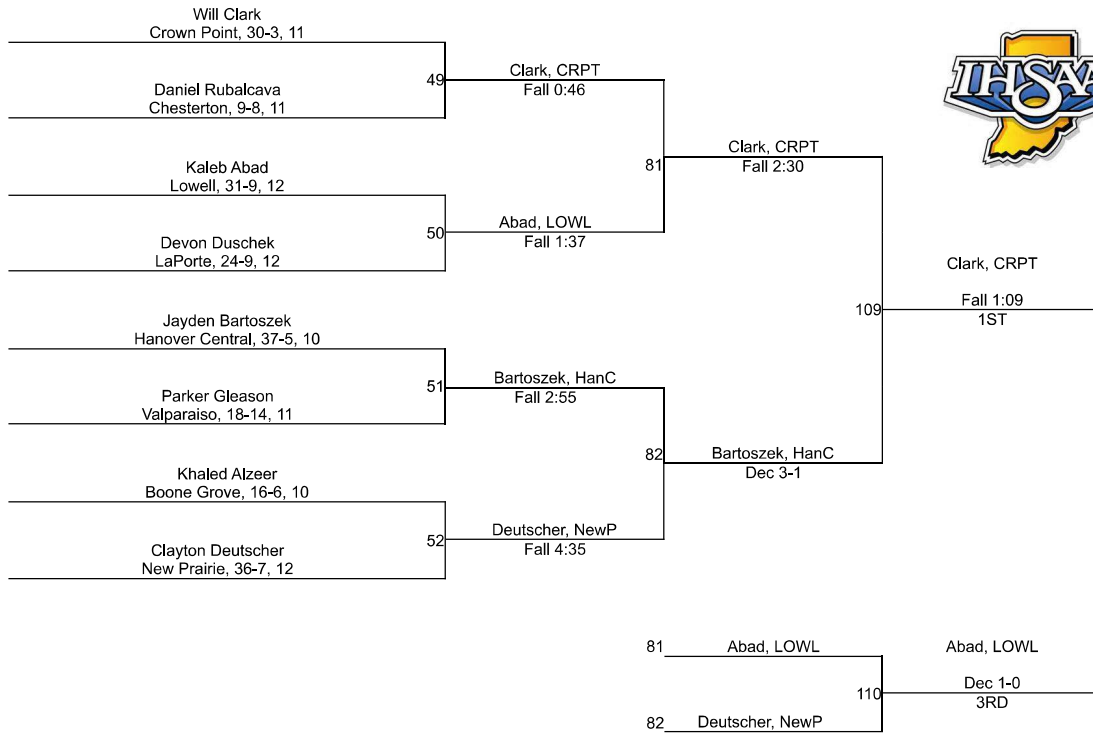 Will Clark
Crown Point, 30-3, 11
Daniel Rubalcava
Chesterton, 9-8, 11
49
Clark, CRPT
Fall 0:46
Kaleb Abad
Lowell, 31-9, 12
Devon Duschek
LaPorte, 24-9, 12
50
Abad, LOWL
Fall 1:37
81
Clark, CRPT
Fall 2:30
Jayden Bartoszek
Hanover Central, 37-5, 10
Parker Gleason
Valparaiso, 18-14, 11
51
Bartoszek, HanC
Fall 2:55
Khaled Alzeer
Boone Grove, 16-6, 10
Clayton Deutscher
New Prairie, 36-7, 12
52
Deutscher, NewP
Fall 4:35
82
Bartoszek, HanC
Dec 3-1
109
Clark, CRPT
Fall 1:09
1ST
81
Abad, LOWL
82
Deutscher, NewP
110
Abad, LOWL
Dec 1-0
3RD
IHSAA